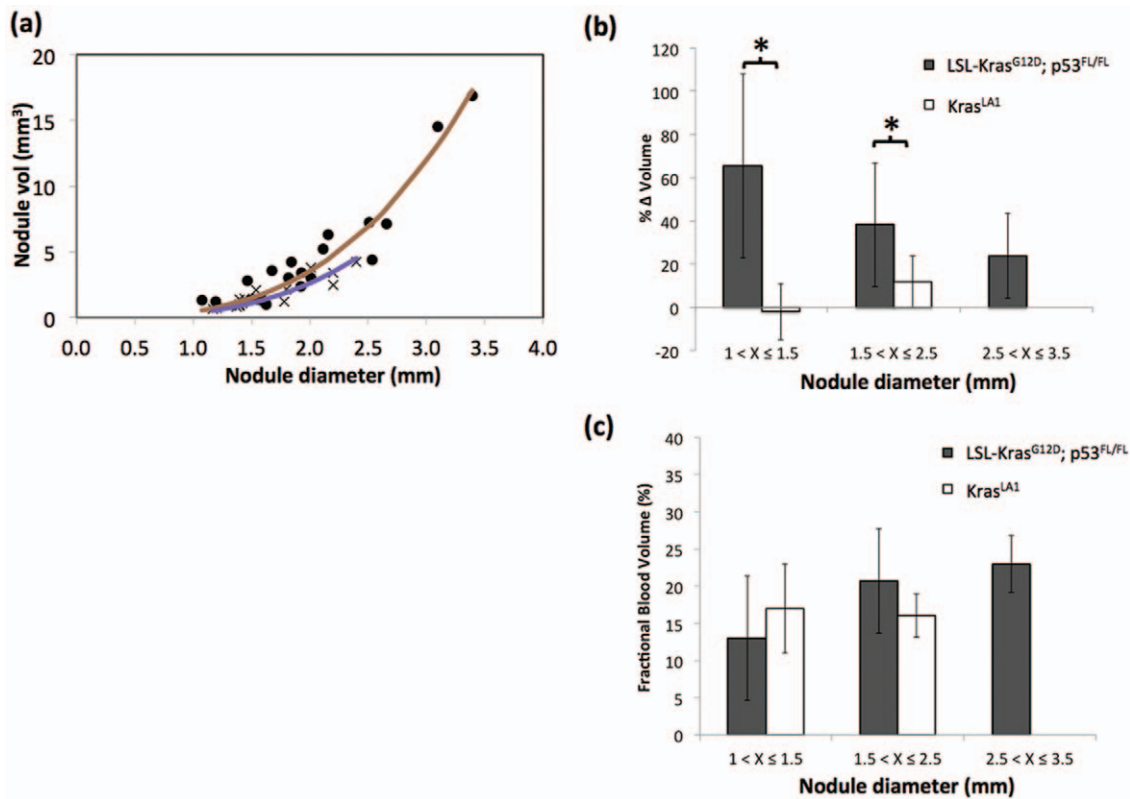 (a)
20
15
10
5
0
Nodule vol (mm³)
0.0 0.5 1.0 1.5 2.0 2.5 3.0 3.5 4.0
Nodule diameter (mm)
(b)
120
100
80
60
40
20
0
-20
% Δ Volume
*
*
LSL-Kras^G12D; p53^FL/FL
Kras^LA1
1 < X ≤ 1.5 1.5 < X ≤ 2.5 2.5 < X ≤ 3.5
Nodule diameter (mm)
(c)
40
35
30
25
20
15
10
5
0
Fractional Blood Volume (%)
LSL-Kras^G12D; p53^FL/FL
Kras^LA1
1 < X ≤ 1.5 1.5 < X ≤ 2.5 2.5 < X ≤ 3.5
Nodule diameter (mm)